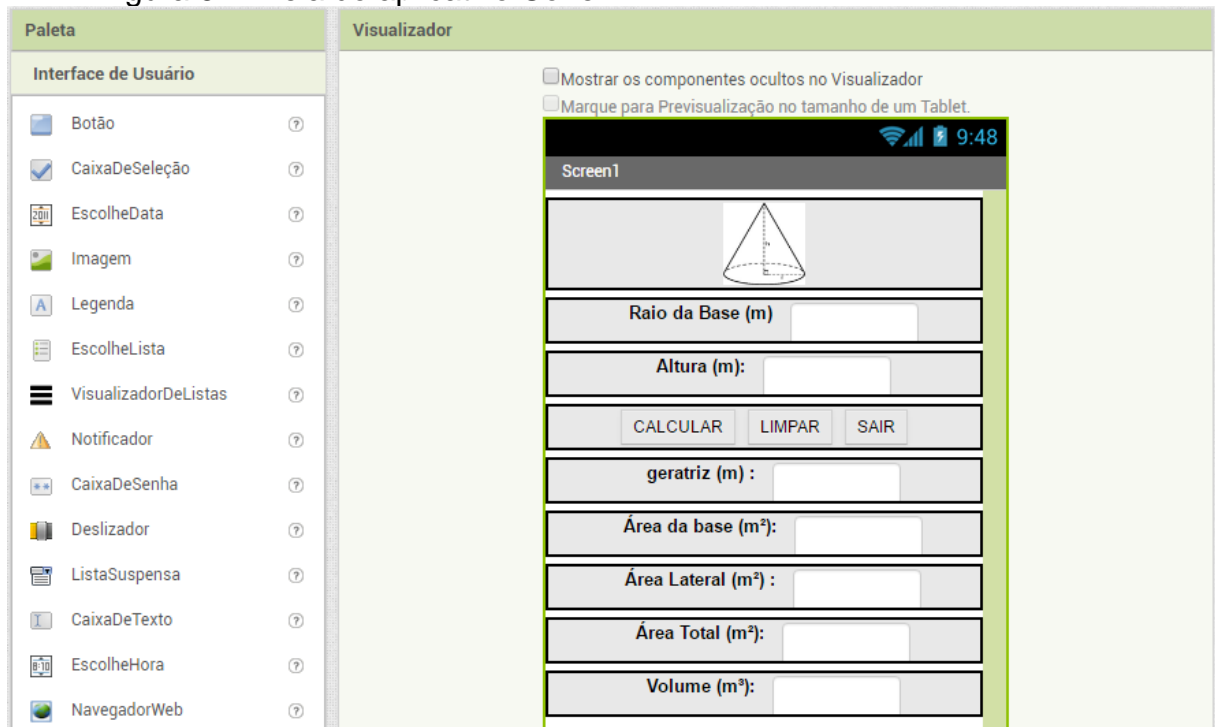 Paleta
Interface de Usuário
Botão
CaixaDeSeleção
EscolheData
Imagem
Legenda
EscolheLista
VisualizadorDeListas
Notificador
CaixaDeSenha
Deslizador
ListaSuspensa
CaixaDeTexto
EscolheHora
NavegadorWeb
Visualizador
Mostrar os componentes ocultos no Visualizador
Marque para Previsualização no tamanho de um Tablet.
9:48
Screen1
Raio da Base (m)
Altura (m):
CALCULAR LIMPAR SAIR
geratriz (m) :
Área da base (m²):
Área Lateral (m²) :
Área Total (m²):
Volume (m³):